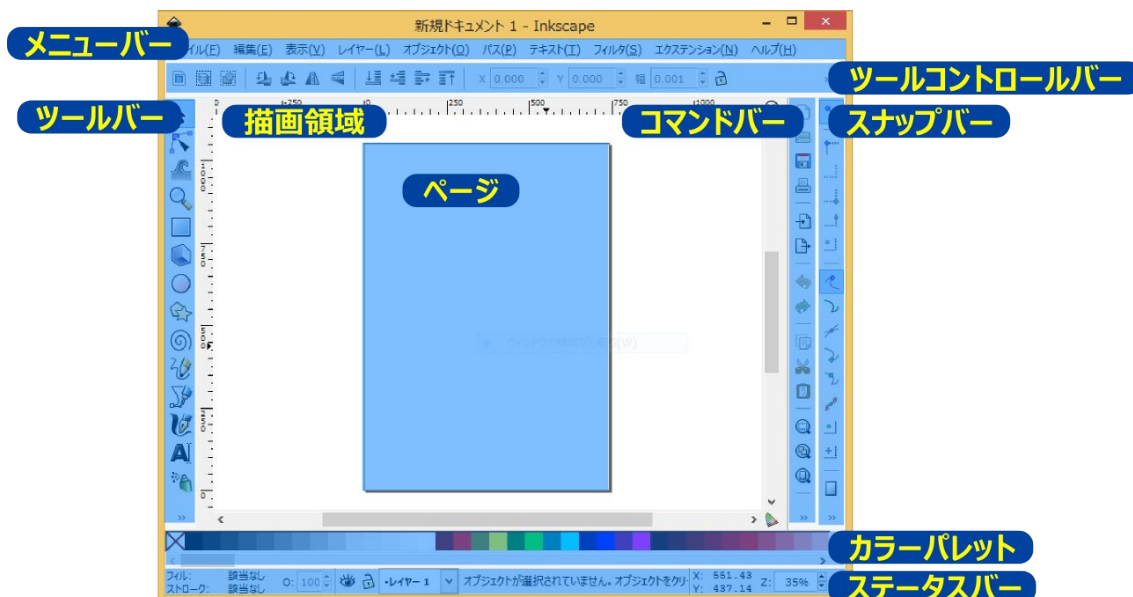 新規ドキュメント 1 - Inkscape
メニューバー
イル(F) 編集(E) 表示(V) レイヤー(L) オブジェクト(O) パス(P) テキスト(T) フィルタ(S) エクステンション(N) ヘルプ(H)
X 0.000 Y 0.000 幅 0.001
ツールコントロールバー
ツールバー
描画領域
コマンドバー
スナップバー
0 250 500 750 1000
ページ
1000
750
500
250
0
カラーパレット
フィル: 該当なし
ストローク: 該当なし
O: 100
・レイヤー 1
オブジェクトが選択されていません。オブジェクトをクリ
X: 551.43
Y: 437.14
Z: 35%
ステータスバー